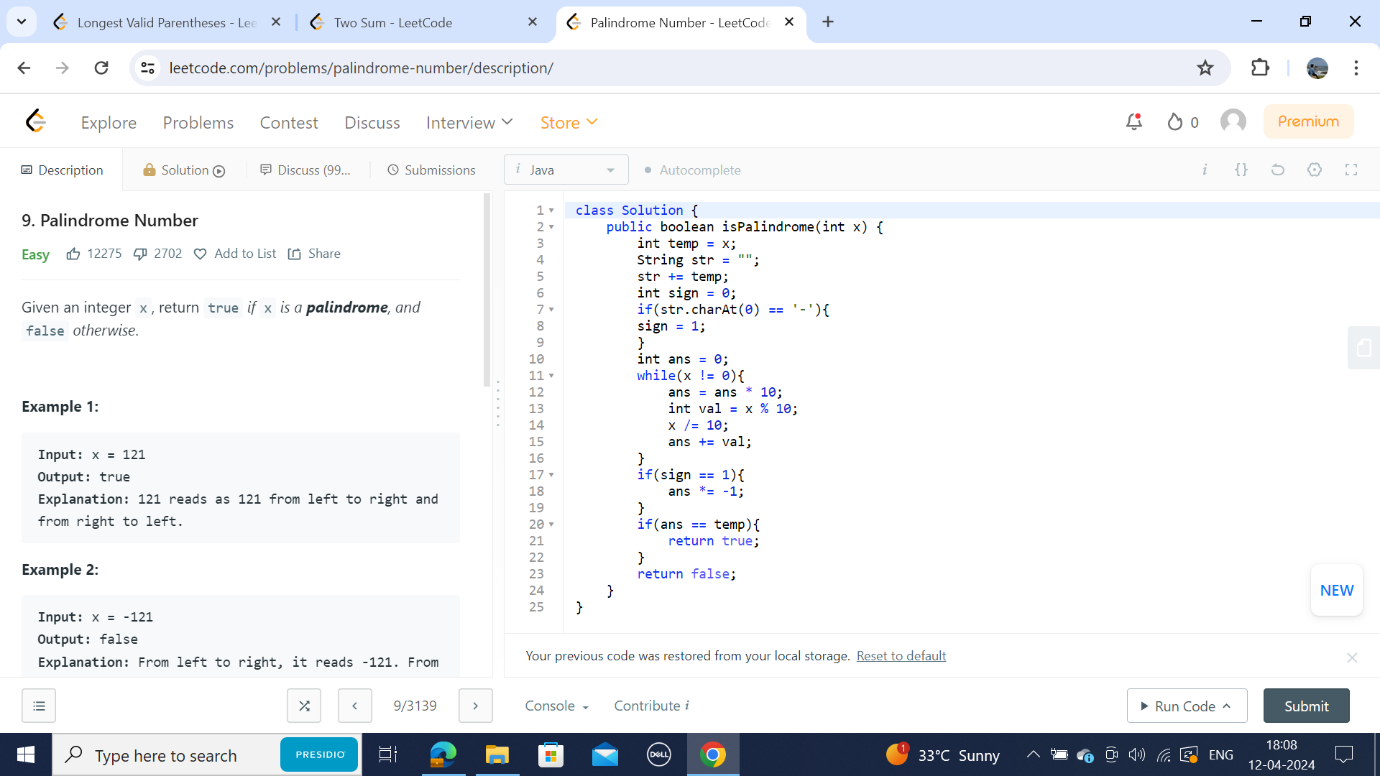 Longest Valid Parentheses - Lee
Two Sum - LeetCode
Palindrome Number - LeetCode
leetcode.com/problems/palindrome-number/description/
Explore
Problems
Contest
Discuss
Interview
Store
0
Premium
Description
Solution
Discuss (99...
Submissions
i Java
Autocomplete
i
{}
9. Palindrome Number
Easy
12275
2702
Add to List
Share
Given an integer x, return true if x is a palindrome, and
false otherwise.
Example 1:
Input: x = 121
Output: true
Explanation: 121 reads as 121 from left to right and
from right to left.
Example 2:
Input: x = -121
Output: false
Explanation: From left to right, it reads -121. From
1 class Solution {
2 public boolean isPalindrome(int x) {
3 int temp = x;
4 String str = "";
5 str += temp;
6 int sign = 0;
7 if(str.charAt(0) == '-'){
8 sign = 1;
9 }
10 int ans = 0;
11 while(x != 0){
12 ans = ans * 10;
13 int val = x % 10;
14 x /= 10;
15 ans += val;
16 }
17 if(sign == 1){
18 ans *= -1;
19 }
20 if(ans == temp){
21 return true;
22 }
23 return false;
24 }
25 }
NEW
Your previous code was restored from your local storage. Reset to default
9/3139
Console
Contribute i
Run Code
Submit
Type here to search
PRESIDIO
DELL
1
33°C Sunny
ENG
18:08
12-04-2024